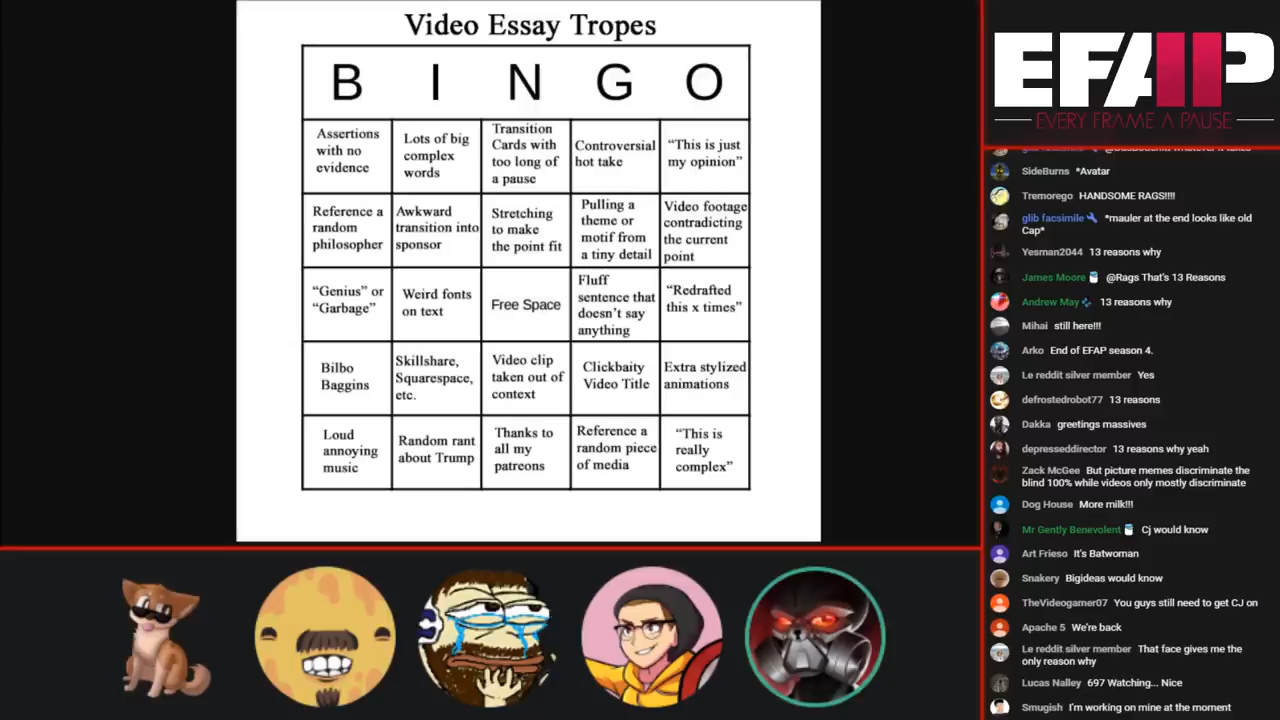 Video Essay Tropes
B I N G O
Assertions
with no
evidence
Lots of big
complex
words
Transition
Cards with
too long of
a pause
Controversial
hot take
“This is just
my opinion”
Reference a
random
philosopher
Awkward
transition into
sponsor
Stretching
to make
the point fit
Pulling a
theme or
motif from
a tiny detail
Video footage
contradicting
the current
point
“Genius” or
“Garbage”
Weird fonts
on text
Free Space
Fluff
sentence that
doesn’t say
anything
“Redrafted
this x times”
Bilbo
Baggins
Skillshare,
Squarespace,
etc.
Video clip
taken out of
context
Clickbaity
Video Title
Extra stylized
animations
Loud
annoying
music
Random rant
about Trump
Thanks to
all my
patreons
Reference a
random piece
of media
“This is
really
complex”
EFAP
EVERY FRAME A PAUSE
SideBurns *Avatar
Tremorego HANDSOME RAGS!!!!
glib facsimile *mauler at the end looks like old
Cap*
Yesman2044 13 reasons why
James Moore @Rags That's 13 Reasons
Andrew May 13 reasons why
Mihai still here!!!
Arko End of EFAP season 4.
Le reddit silver member Yes
defrostedrobot77 13 reasons
Dakka greetings massives
depresseddirector 13 reasons why yeah
Zack McGee But picture memes discriminate the
blind 100% while videos only mostly discriminate
Dog House More milk!!!
Mr Gently Benevolent Cj would know
Art Frieso It's Batwoman
Snakery Bigideas would know
TheVideogamer07 You guys still need to get CJ on
Apache 5 We're back
Le reddit silver member That face gives me the
only reason why
Lucas Nalley 697 Watching... Nice
Smugish I'm working on mine at the moment